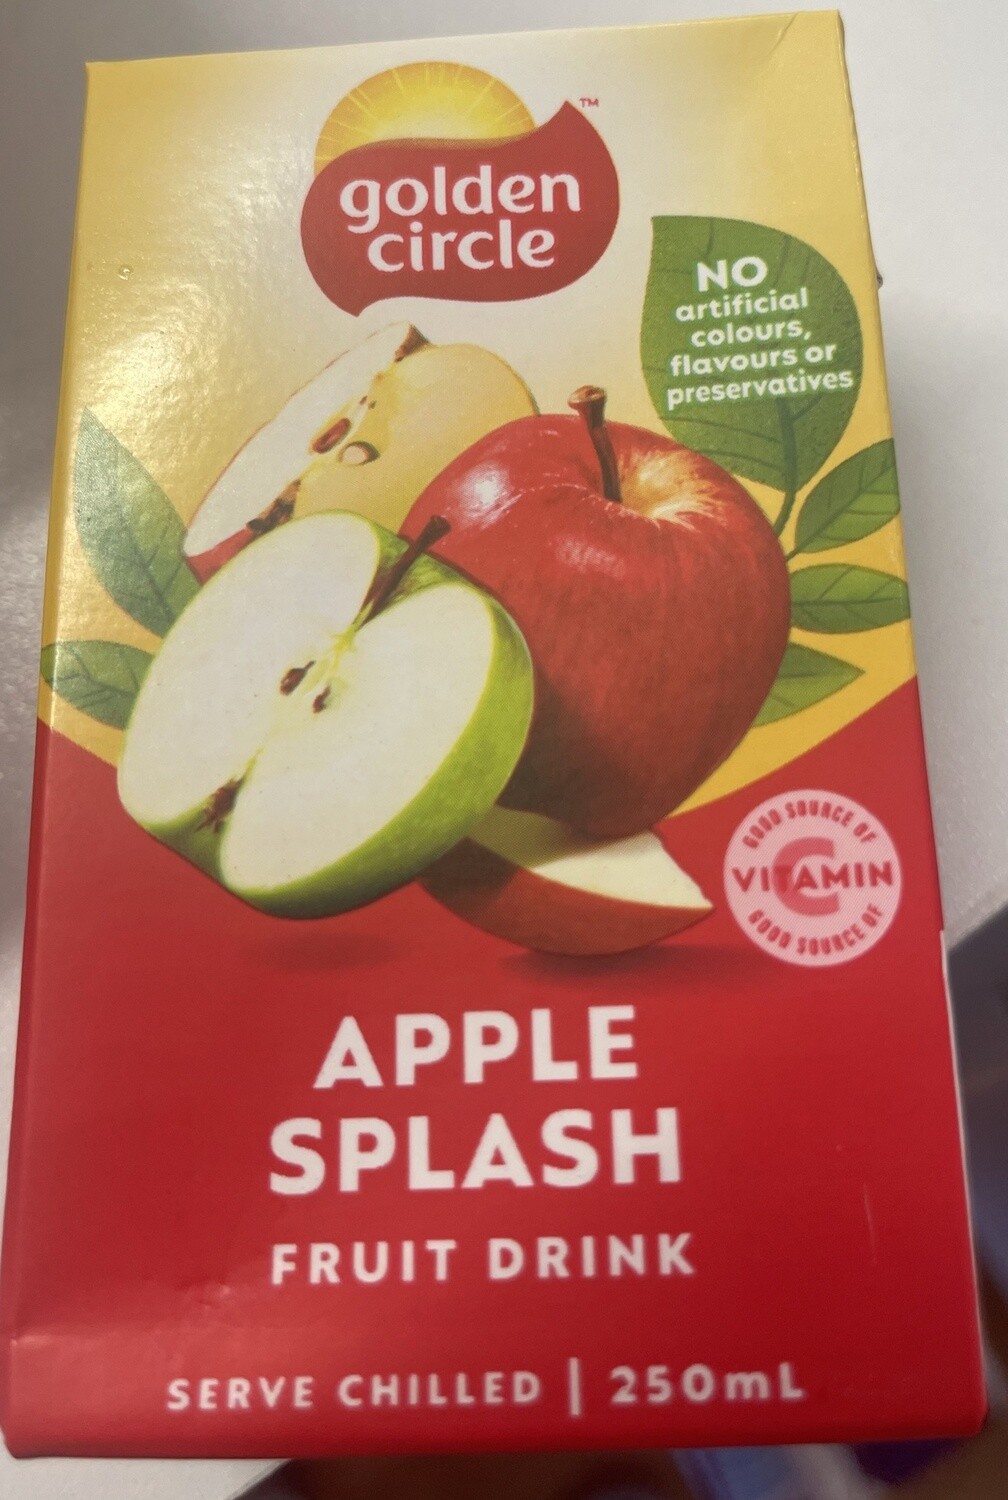 golden
circle
TM
NO
artificial
colours,
flavours or
preservatives
GOOD SOURCE OF
C
VITAMIN
GOOD SOURCE OF
APPLE
SPLASH
FRUIT DRINK
SERVE CHILLED | 250mL